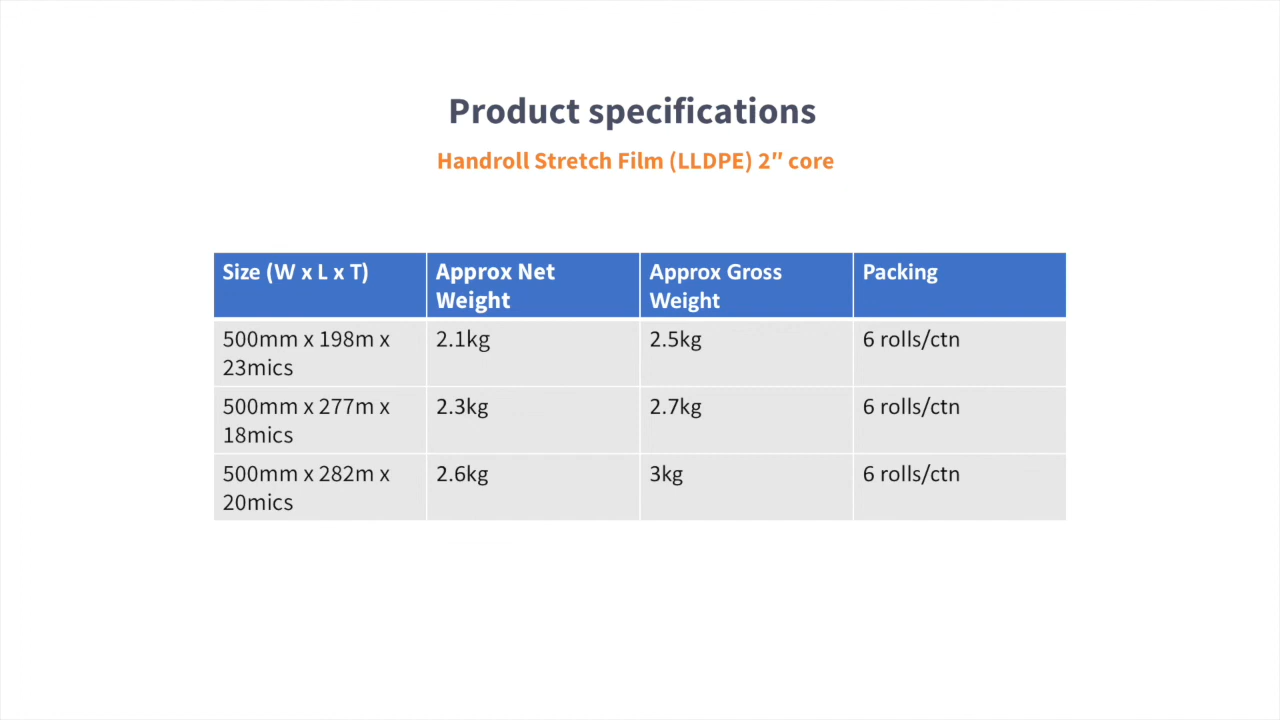 Product specifications
Handroll Stretch Film (LLDPE) 2″ core
Size (W x L x T)
Approx Net
Weight
Approx Gross
Weight
Packing
500mm x 198m x
23mics
2.1kg
2.5kg
6 rolls/ctn
500mm x 277m x
18mics
2.3kg
2.7kg
6 rolls/ctn
500mm x 282m x
20mics
2.6kg
3kg
6 rolls/ctn